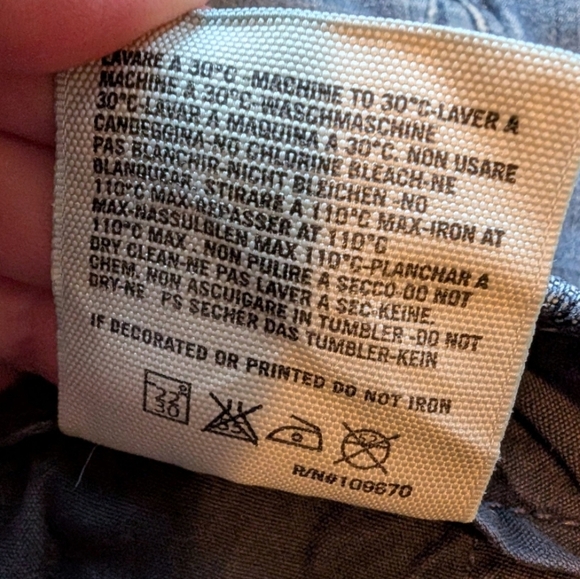 LAVARE A 30°C -MACHINE TO 30°C-LAVER A
MACHINE A 30°C-WASCHMASCHINE
30°C-LAVAR A MAQUINA A 30°C. NON USARE
CANDEGGINA-NO CHLORINE BLEACH-NE
PAS BLANCHIR-NICHT BLEICHEN -NO
BLANQUEAR. STIRARE A 110°C MAX-IRON AT
110°C MAX-REPASSER AT 110°C
MAX-NASSULGLEN MAX 110°C-PLANCHAR A
110°C MAX. NON PULIRE A SECCO-DO NOT
DRY CLEAN-NE PAS LAVER A SEC-KEINE
CHEM. NON ASCUIGARE IN TUMBLER -DO NOT
DRY-NE PS SECHER DAS TUMBLER-KEIN
IF DECORATED OR PRINTED DO NOT IRON
30
R/N#109670